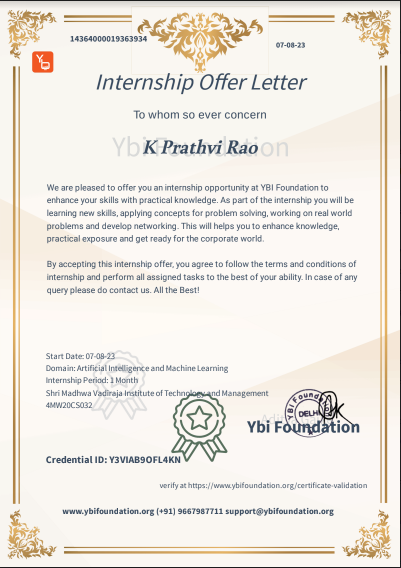 14364000019363934
07-08-23
Internship Offer Letter
To whom so ever concern
Ybi Foundation
K Prathvi Rao
We are pleased to offer you an internship opportunity at YBI Foundation to
enhance your skills with practical knowledge. As part of the internship you will be
learning new skills, applying concepts for problem solving, working on real world
problems and develop networking. This will helps you to enhance knowledge,
practical exposure and get ready for the corporate world.
By accepting this internship offer, you agree to follow the terms and conditions of
internship and perform all assigned tasks to the best of your ability. In case of any
query please do contact us. All the Best!
Start Date: 07-08-23
Domain: Artificial Intelligence and Machine Learning
Internship Period: 1 Month
Shri Madhwa Vadiraja Institute of Technology and Management
4MW20CS032
YBI Foundation
DELHI
Ybi Foundation
Credential ID: Y3VIAB9OFL4KN
verify at https://www.ybifoundation.org/certificate-validation
www.ybifoundation.org (+91) 9667987711 support@ybifoundation.org